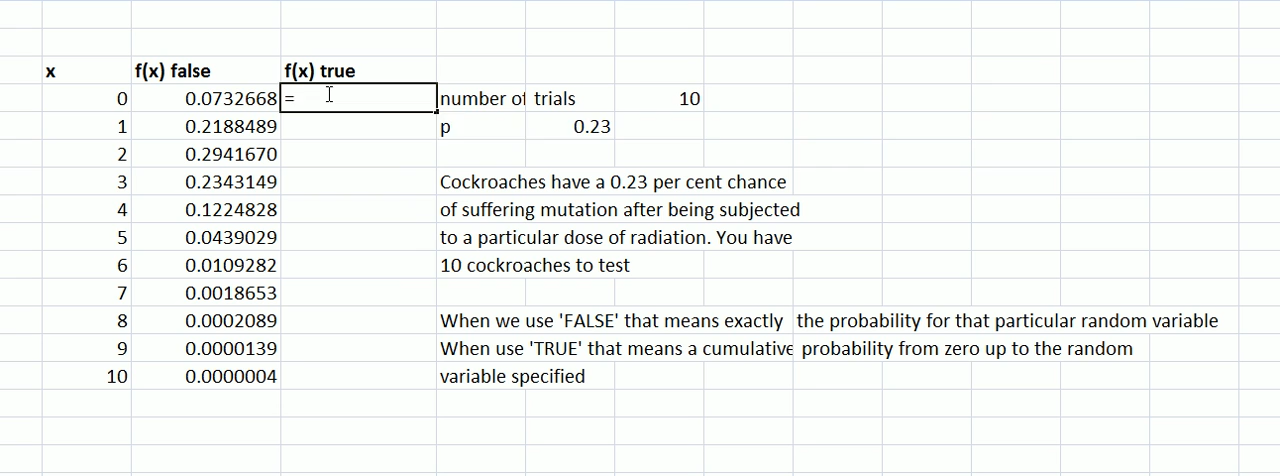 x f(x) false f(x) true
0 0.0732668 = number of trials 10
1 0.2188489 p 0.23
2 0.2941670
3 0.2343149 Cockroaches have a 0.23 per cent chance
4 0.1224828 of suffering mutation after being subjected
5 0.0439029 to a particular dose of radiation. You have
6 0.0109282 10 cockroaches to test
7 0.0018653
8 0.0002089 When we use 'FALSE' that means exactly the probability for that particular random variable
9 0.0000139 When use 'TRUE' that means a cumulative probability from zero up to the random
10 0.0000004 variable specified